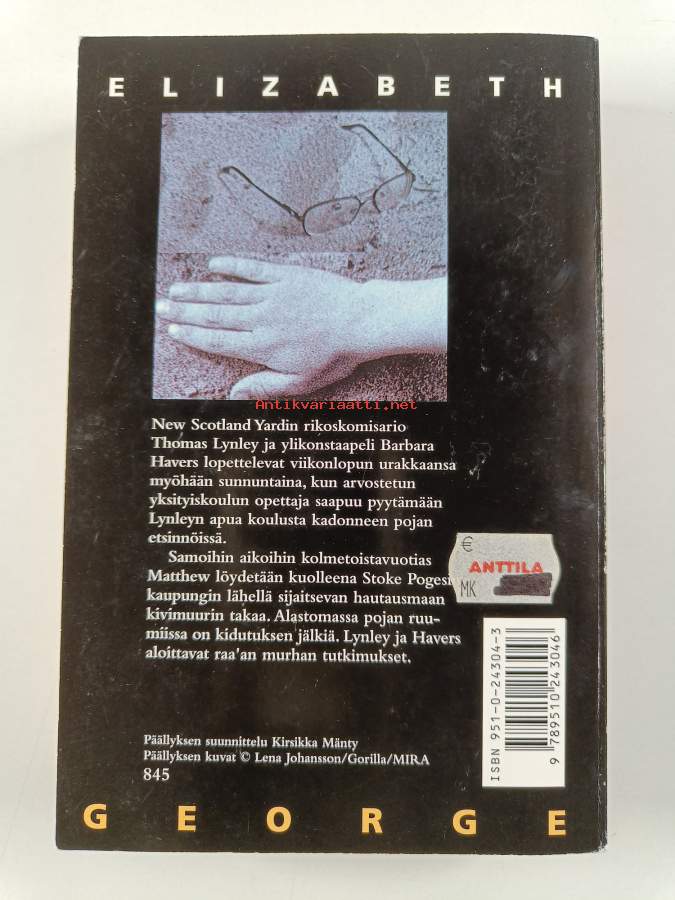 ELIZABETH
Antikvariaatti.net
New Scotland Yardin rikoskomisario
Thomas Lynley ja ylikonstaapeli Barbara
Havers lopettelevat viikonlopun urakkaansa
myöhään sunnuntaina, kun arvostetun
yksityiskoulun opettaja saapuu pyytämään
Lynleyn apua koulusta kadonneen pojan
etsinnöissä.
Samoihin aikoihin kolmetoistavuotias
Matthew löydetään kuolleena Stoke Pogesin
kaupungin lähellä sijaitsevan hautausmaan
kivimuurin takaa. Alastomassa pojan ruu-
miissa on kidutuksen jälkiä. Lynley ja Havers
aloittavat raa'an murhan tutkimukset.
€
ANTTILA
MK
ISBN 951-0-24304-3
9 789510 243046
Päällyksen suunnittelu Kirsikka Mänty
Päällyksen kuvat © Lena Johansson/Gorilla/MIRA
845
GEORGE